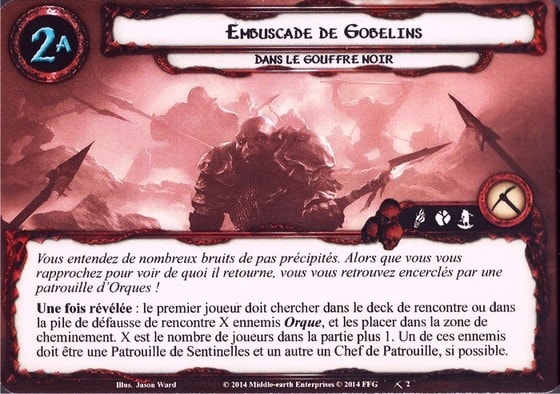 2A
Embuscade de Gobelins
Dans le Gouffre Noir
Vous entendez de nombreux bruits de pas précipités. Alors que vous vous
rapprochez pour voir de quoi il retourne, vous vous retrouvez encerclés par une
patrouille d'Orques !
Une fois révélée : le premier joueur doit chercher dans le deck de rencontre ou dans
la pile de défausse de rencontre X ennemis Orque, et les placer dans la zone de
cheminement. X est le nombre de joueurs dans la partie plus 1. Un de ces ennemis
doit être une Patrouille de Sentinelles et un autre un Chef de Patrouille, si possible.
Illus. Jason Ward © 2014 Middle-earth Enterprises © 2014 FFG 2